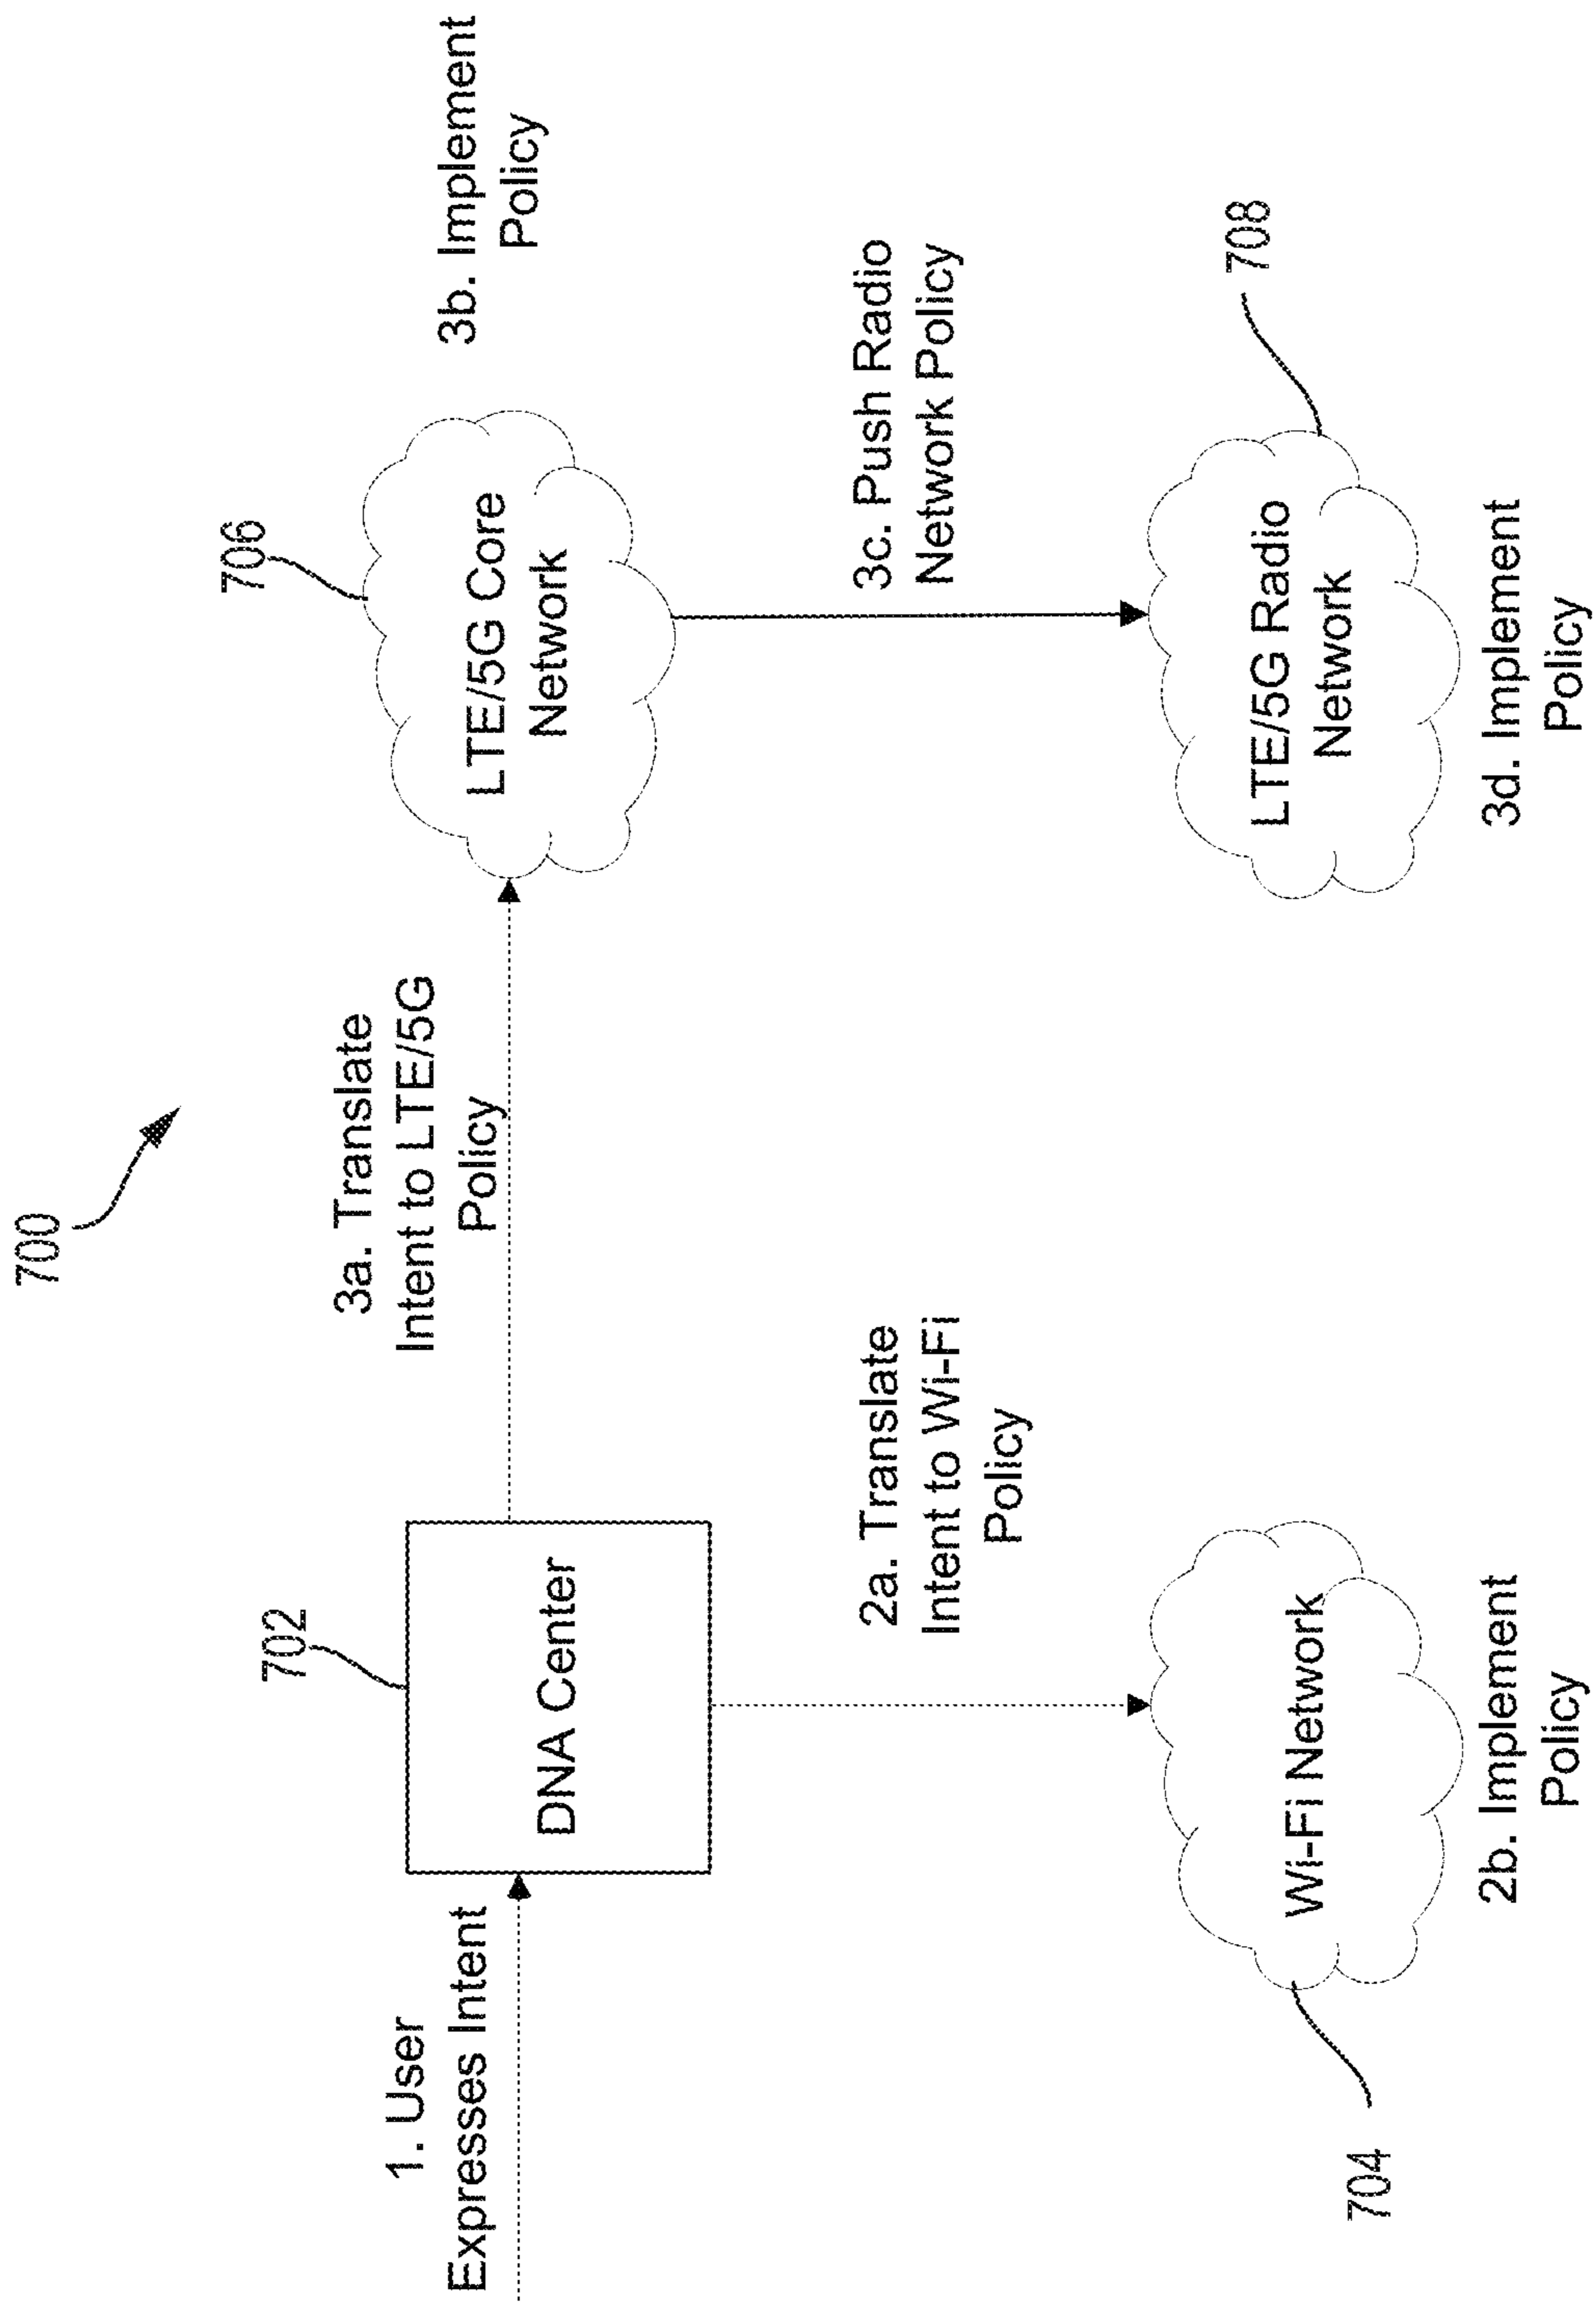 700
1. User
Expresses Intent
702
DNA Center
3a. Translate
Intent to LTE/5G
Policy
706
LTE/5G Core
Network
3b. Implement
Policy
2a. Translate
Intent to Wi-Fi
Policy
3c. Push Radio
Network Policy
704
Wi-Fi Network
2b. Implement
Policy
708
LTE/5G Radio
Network
3d. Implement
Policy